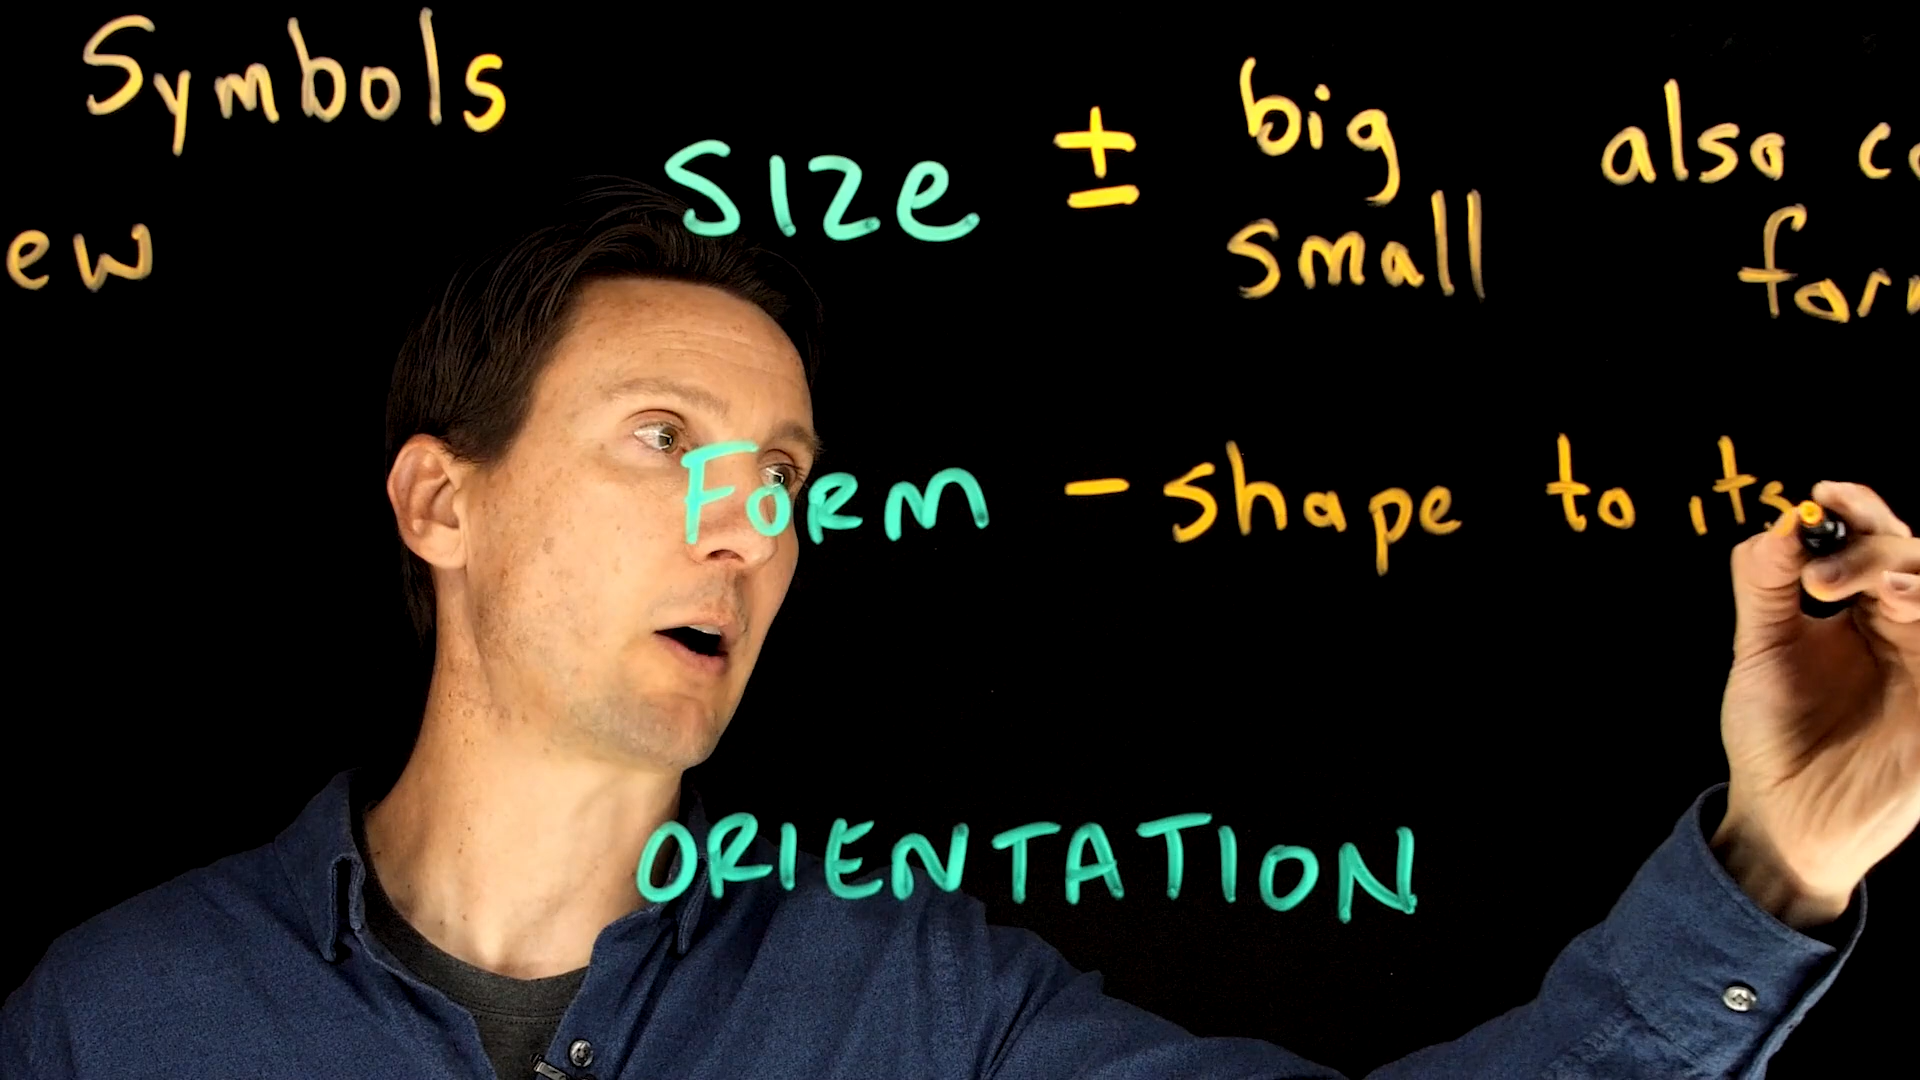 Symbols
ew
SIZE ± big also
small
FORM - shape to its
ORIENTATION